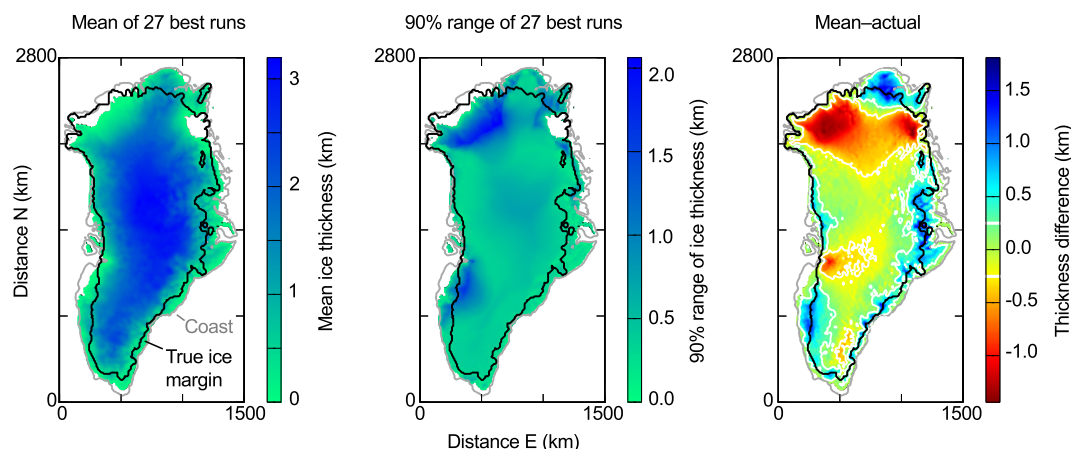 Mean of 27 best runs
90% range of 27 best runs
Mean–actual
2800
2800
3
2
1
0
Mean ice thickness (km)
2.0
1.5
1.0
0.5
0.0
90% range of ice thickness (km)
1.5
1.0
0.5
0.0
-0.5
-1.0
Thickness difference (km)
Distance N (km)
Coast
True ice
margin
0
0
0
1500
0
1500
0
1500
Distance E (km)